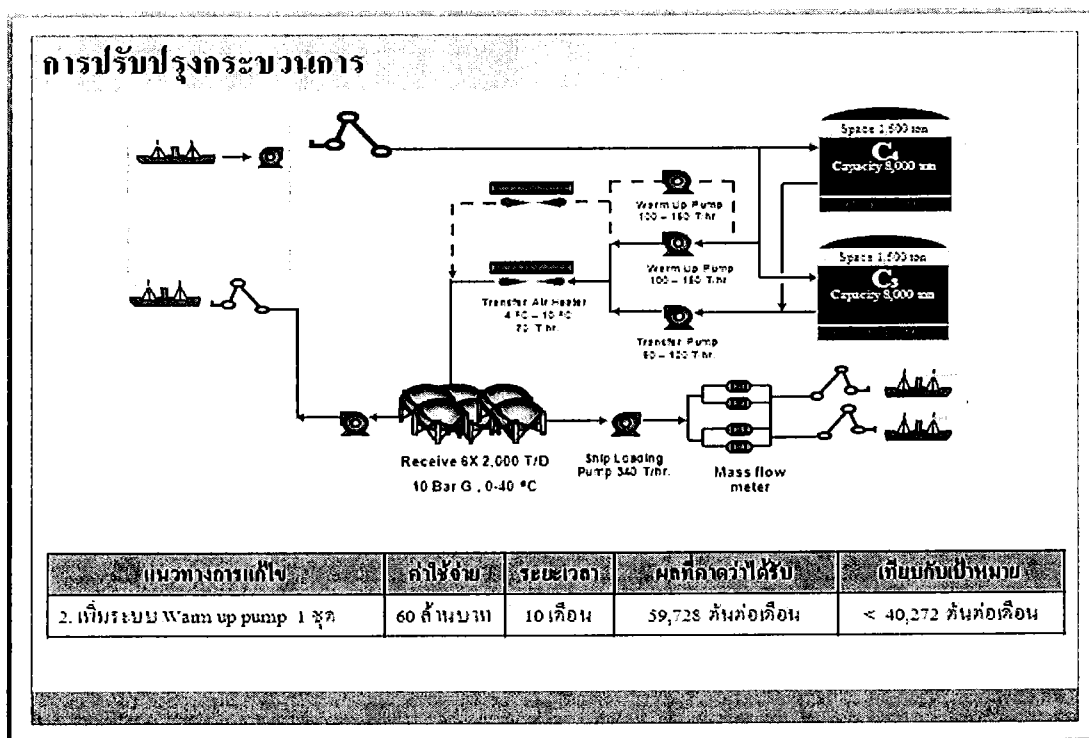 การปรับปรุงกระบวนการ
Space 1,500 ton
C₄
Capacity 8,000 ton
Warm Up Pump
100 – 150 T/hr.
Warm Up Pump
100 – 150 T/hr.
Space 1,500 ton
C₃
Capacity 8,000 ton
Transfer Air Heater
70 T/hr.
Transfer Pump
Receive 6X 2,000 T/D
10 Bar G , 0-40 °C
Ship Loading
Pump 340 T/hr.
Mass flow
meter
แนวทางการแก้ไข ค่าใช้จ่าย ระยะเวลา ผลที่คาดว่าได้รับ เทียบกับเป้าหมาย
2. เพิ่มระบบ Warm up pump 1 ชุด 60 ล้านบาท 10 เดือน 59,728 ตันต่อเดือน < 40,272 ตันต่อเดือน